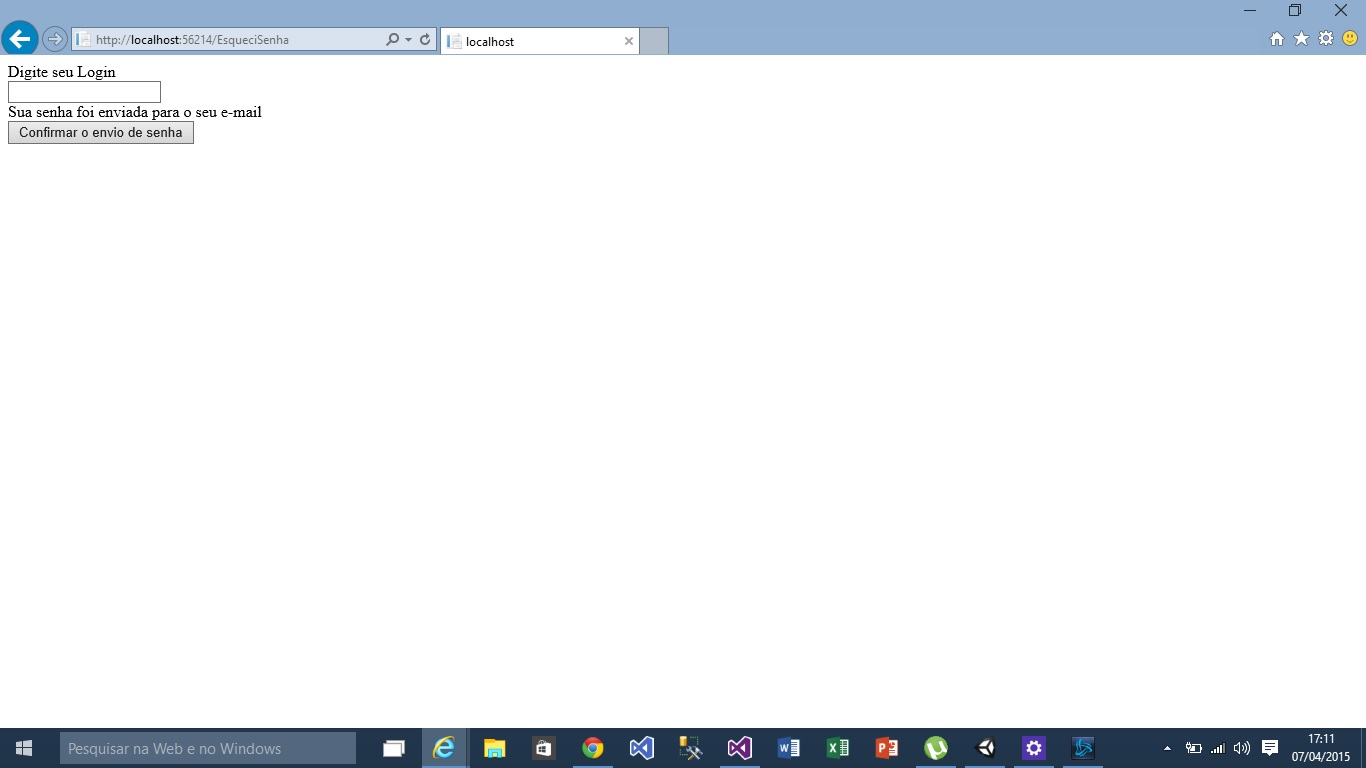 http://localhost:56214/EsqueciSenha
localhost
Digite seu Login
Sua senha foi enviada para o seu e-mail
Confirmar o envio de senha
Pesquisar na Web e no Windows
17:11
07/04/2015